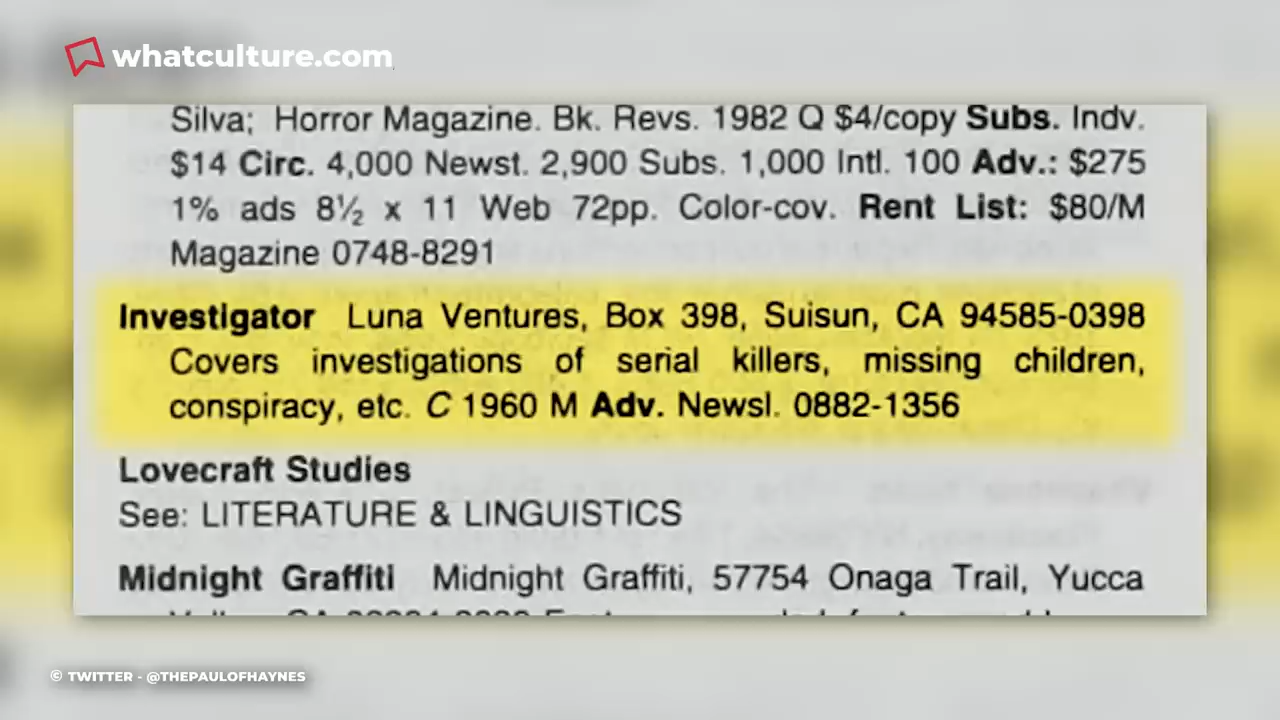 whatculture.com
Silva; Horror Magazine. Bk. Revs. 1982 Q $4/copy Subs. Indv.
$14 Circ. 4,000 Newst. 2,900 Subs. 1,000 Intl. 100 Adv.: $275
1% ads 8½ x 11 Web 72pp. Color-cov. Rent List: $80/M
Magazine 0748-8291
Investigator Luna Ventures, Box 398, Suisun, CA 94585-0398
Covers investigations of serial killers, missing children,
conspiracy, etc. C 1960 M Adv. Newsl. 0882-1356
Lovecraft Studies
See: LITERATURE & LINGUISTICS
Midnight Graffiti Midnight Graffiti, 57754 Onaga Trail, Yucca
© TWITTER - @THEPAULOFHAYNES